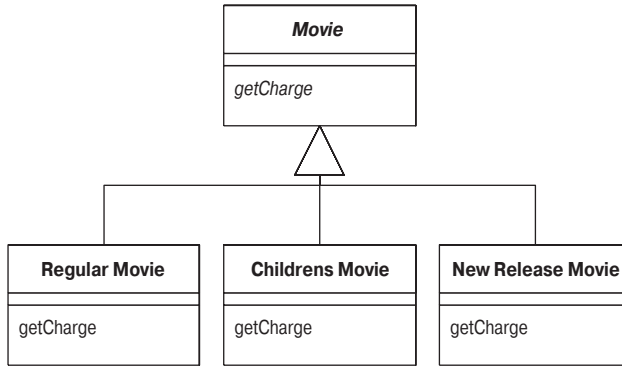 Movie
getCharge
Regular Movie
getCharge
Childrens Movie
getCharge
New Release Movie
getCharge